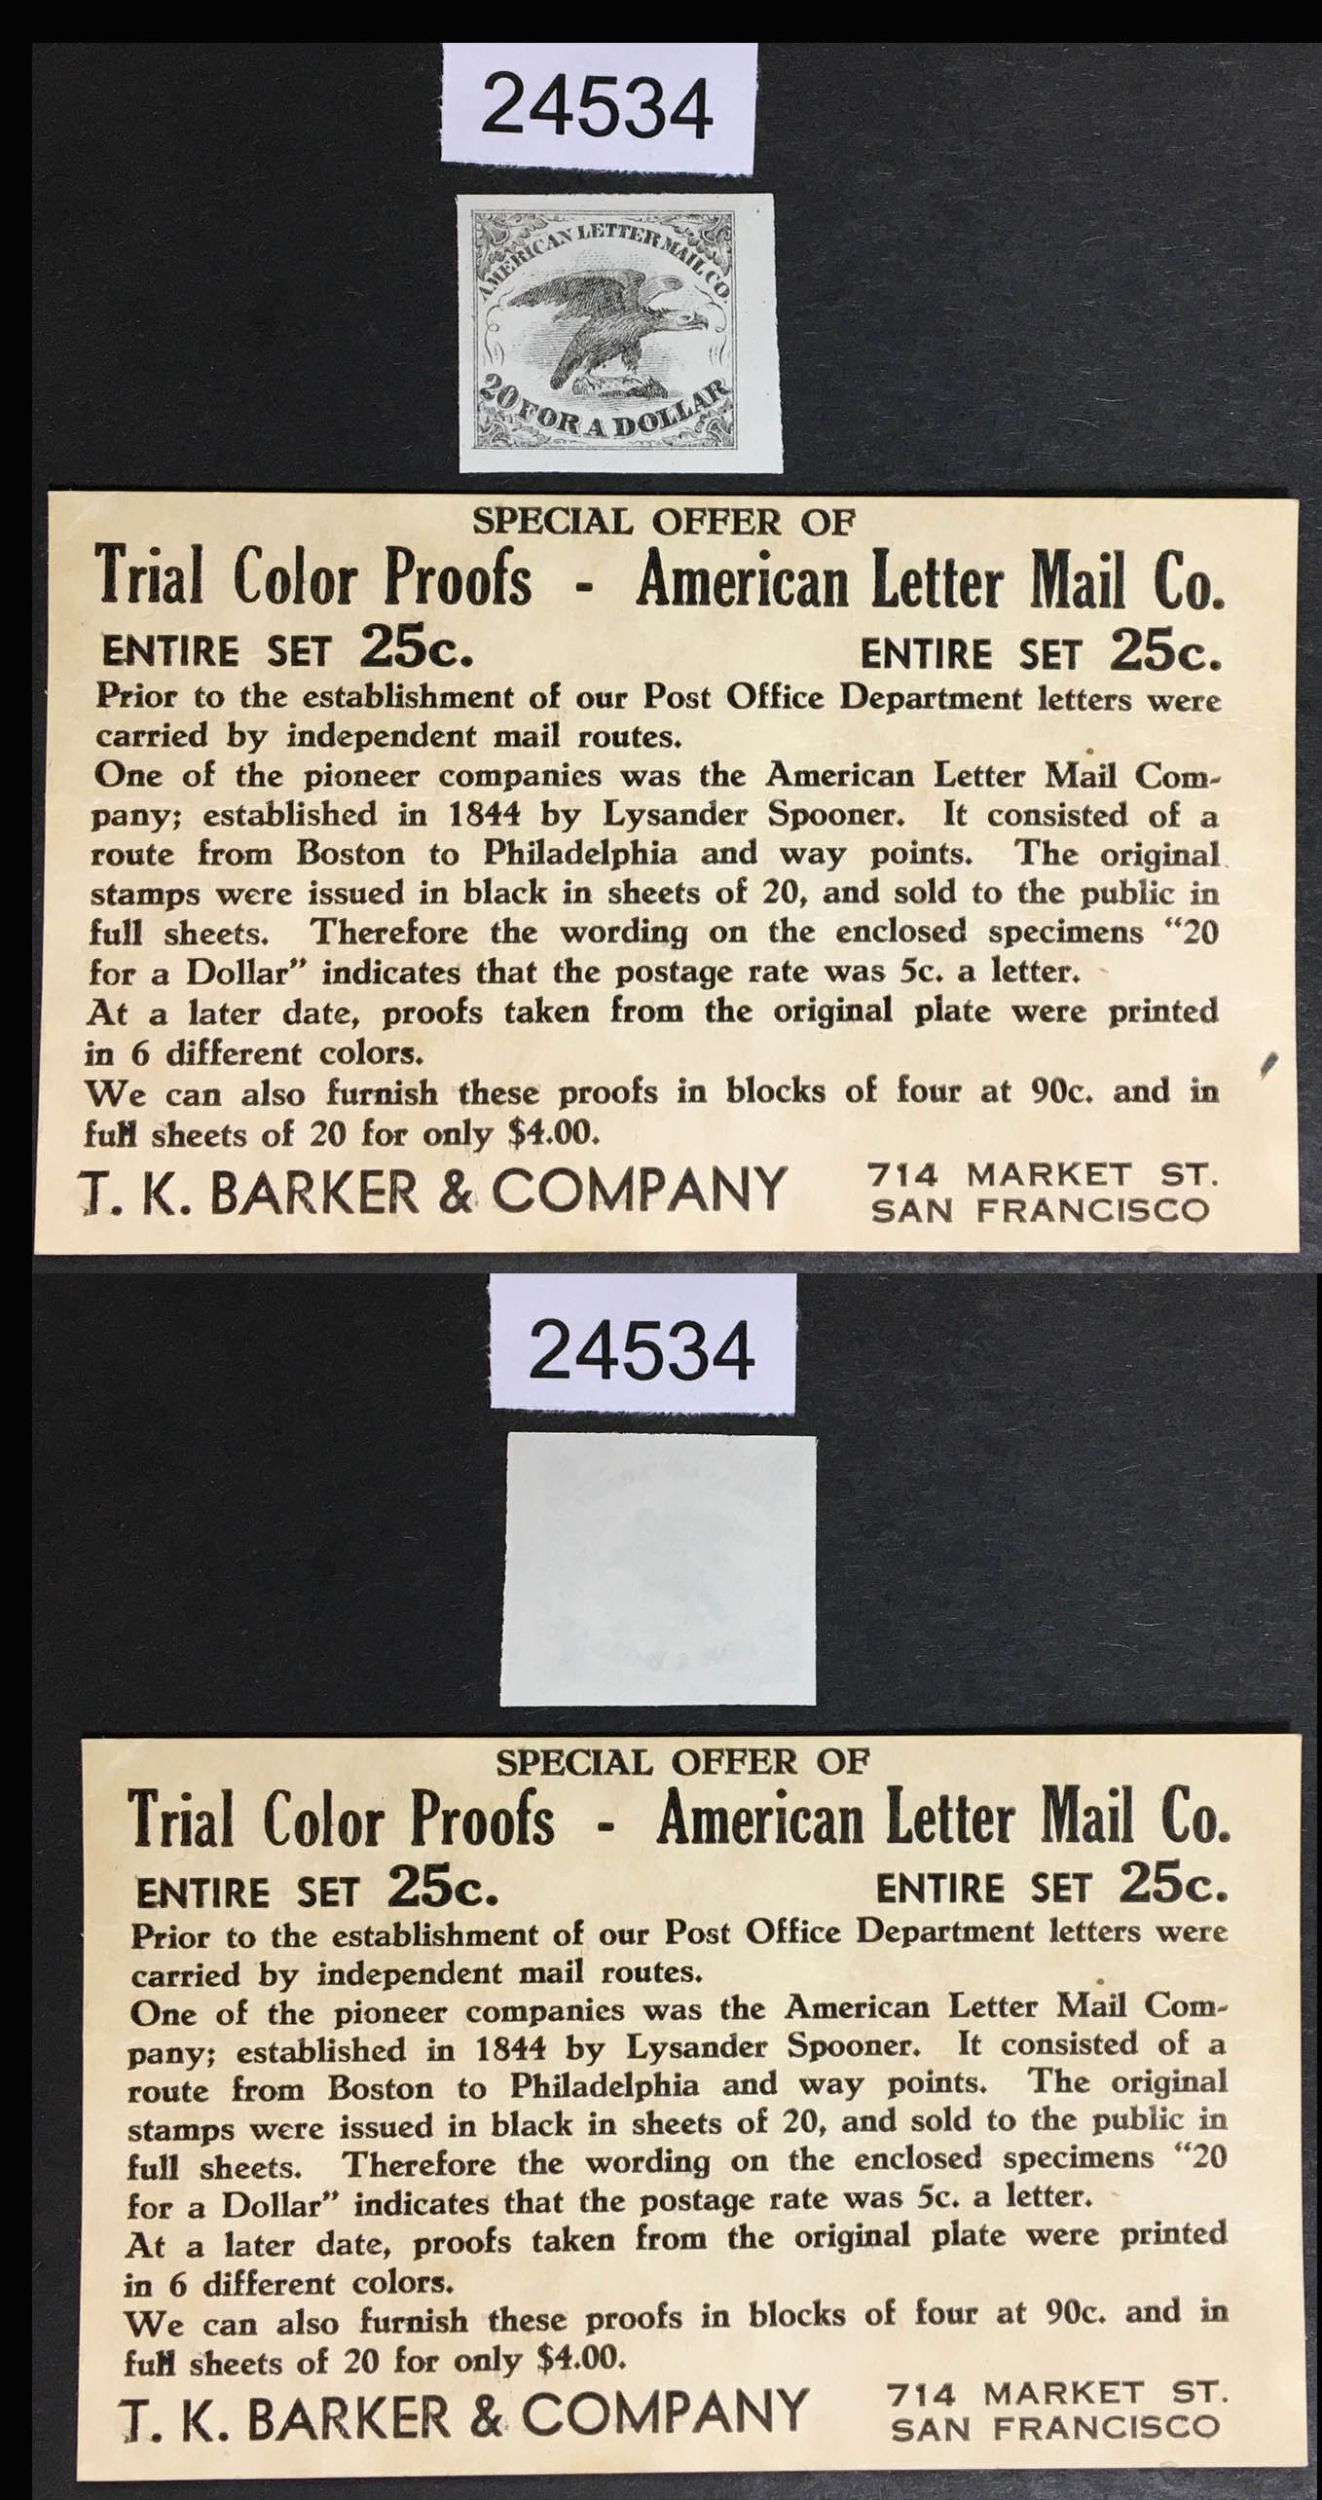 24534
AMERICAN LETTER MAIL CO.
20 FOR A DOLLAR
SPECIAL OFFER OF
Trial Color Proofs - American Letter Mail Co.
ENTIRE SET 25c. ENTIRE SET 25c.
Prior to the establishment of our Post Office Department letters were
carried by independent mail routes.
One of the pioneer companies was the American Letter Mail Com-
pany; established in 1844 by Lysander Spooner. It consisted of a
route from Boston to Philadelphia and way points. The original
stamps were issued in black in sheets of 20, and sold to the public in
full sheets. Therefore the wording on the enclosed specimens "20
for a Dollar" indicates that the postage rate was 5c. a letter.
At a later date, proofs taken from the original plate were printed
in 6 different colors.
We can also furnish these proofs in blocks of four at 90c. and in
full sheets of 20 for only $4.00.
T. K. BARKER & COMPANY 714 MARKET ST.
SAN FRANCISCO
24534
SPECIAL OFFER OF
Trial Color Proofs - American Letter Mail Co.
ENTIRE SET 25c. ENTIRE SET 25c.
Prior to the establishment of our Post Office Department letters were
carried by independent mail routes.
One of the pioneer companies was the American Letter Mail Com-
pany; established in 1844 by Lysander Spooner. It consisted of a
route from Boston to Philadelphia and way points. The original
stamps were issued in black in sheets of 20, and sold to the public in
full sheets. Therefore the wording on the enclosed specimens "20
for a Dollar" indicates that the postage rate was 5c. a letter.
At a later date, proofs taken from the original plate were printed
in 6 different colors.
We can also furnish these proofs in blocks of four at 90c. and in
full sheets of 20 for only $4.00.
T. K. BARKER & COMPANY 714 MARKET ST.
SAN FRANCISCO